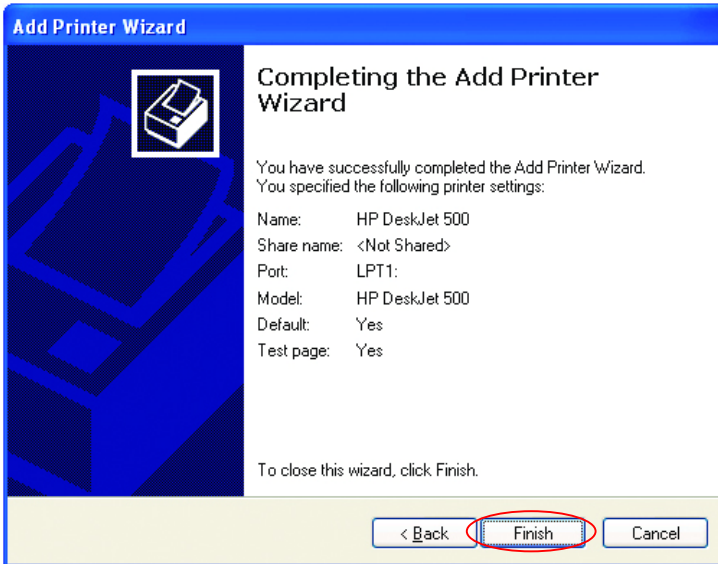 Add Printer Wizard
Completing the Add Printer
Wizard
You have successfully completed the Add Printer Wizard.
You specified the following printer settings:
Name: HP DeskJet 500
Share name: <Not Shared>
Port: LPT1:
Model: HP DeskJet 500
Default: Yes
Test page: Yes
To close this wizard, click Finish.
< Back Finish Cancel